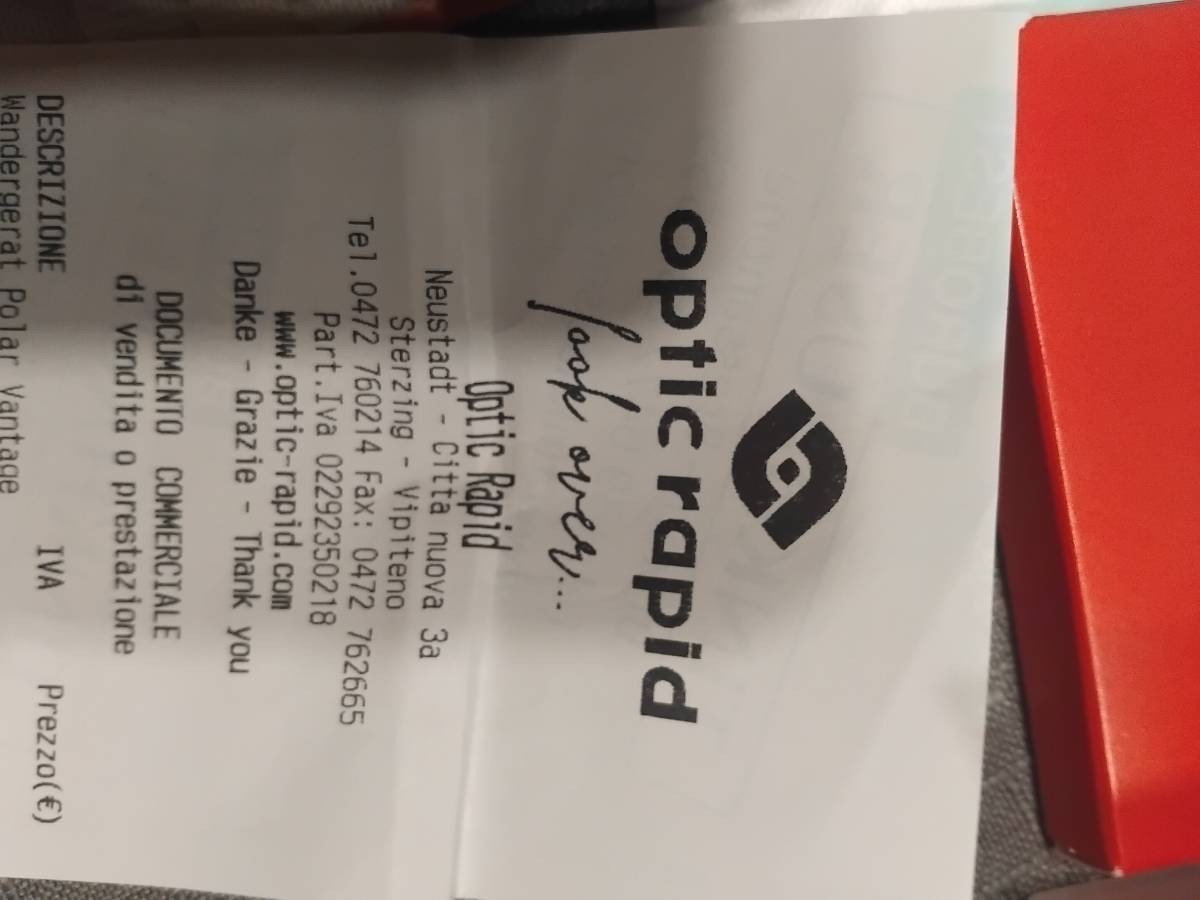 optic rapid
look over...
Optic Rapid
Neustadt - Citta nuova 3a
Sterzing - Vipiteno
Tel.0472 760214 Fax: 0472 762665
Part.Iva 02292350218
www.optic-rapid.com
Danke - Grazie - Thank you
DOCUMENTO COMMERCIALE
di vendita o prestazione
DESCRIZIONE IVA Prezzo(€)
Wandergerat Polar Vantage